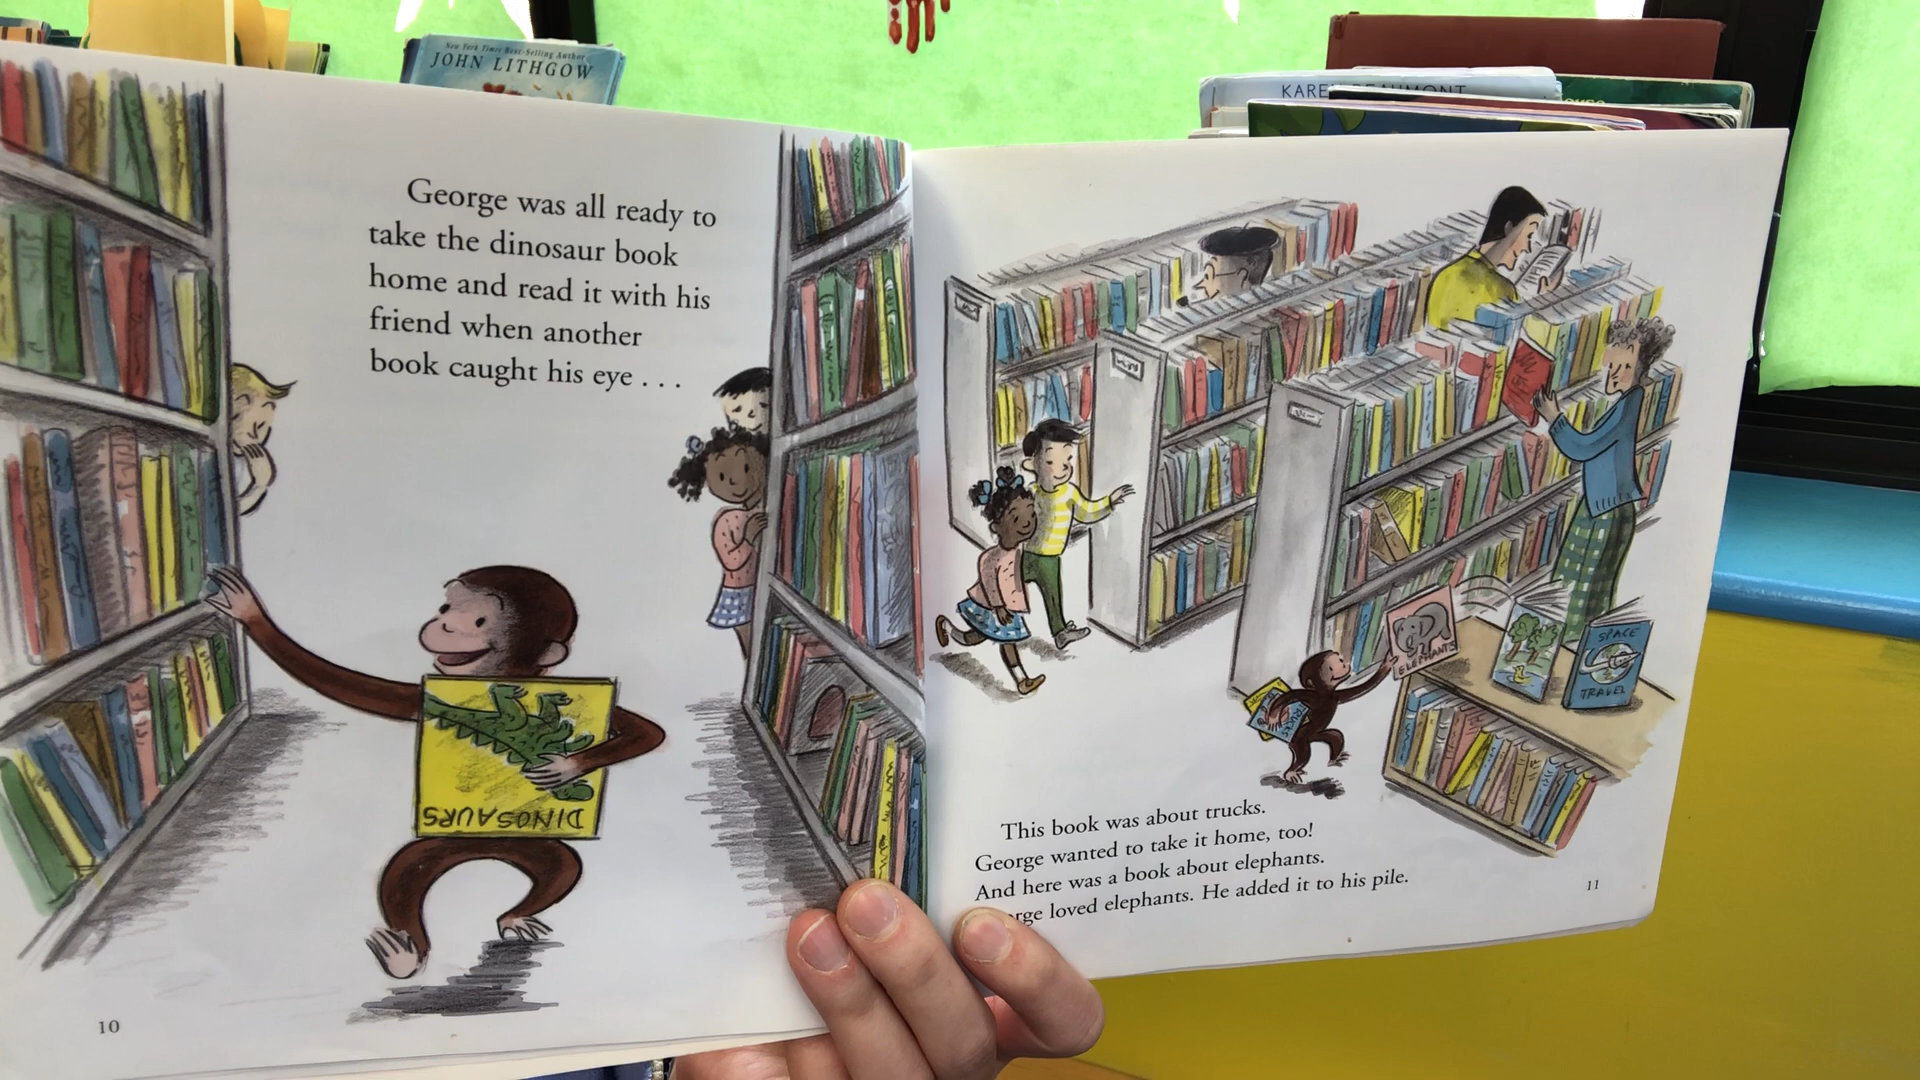 New York Times Best-Selling Author
JOHN LITHGOW
George was all ready to
take the dinosaur book
home and read it with his
friend when another
book caught his eye . . .
DINOSAURS
10
ELEPHANTS
TRUCKS
SPACE
TRAVEL
This book was about trucks.
George wanted to take it home, too!
And here was a book about elephants.
loved elephants. He added it to his pile.
11